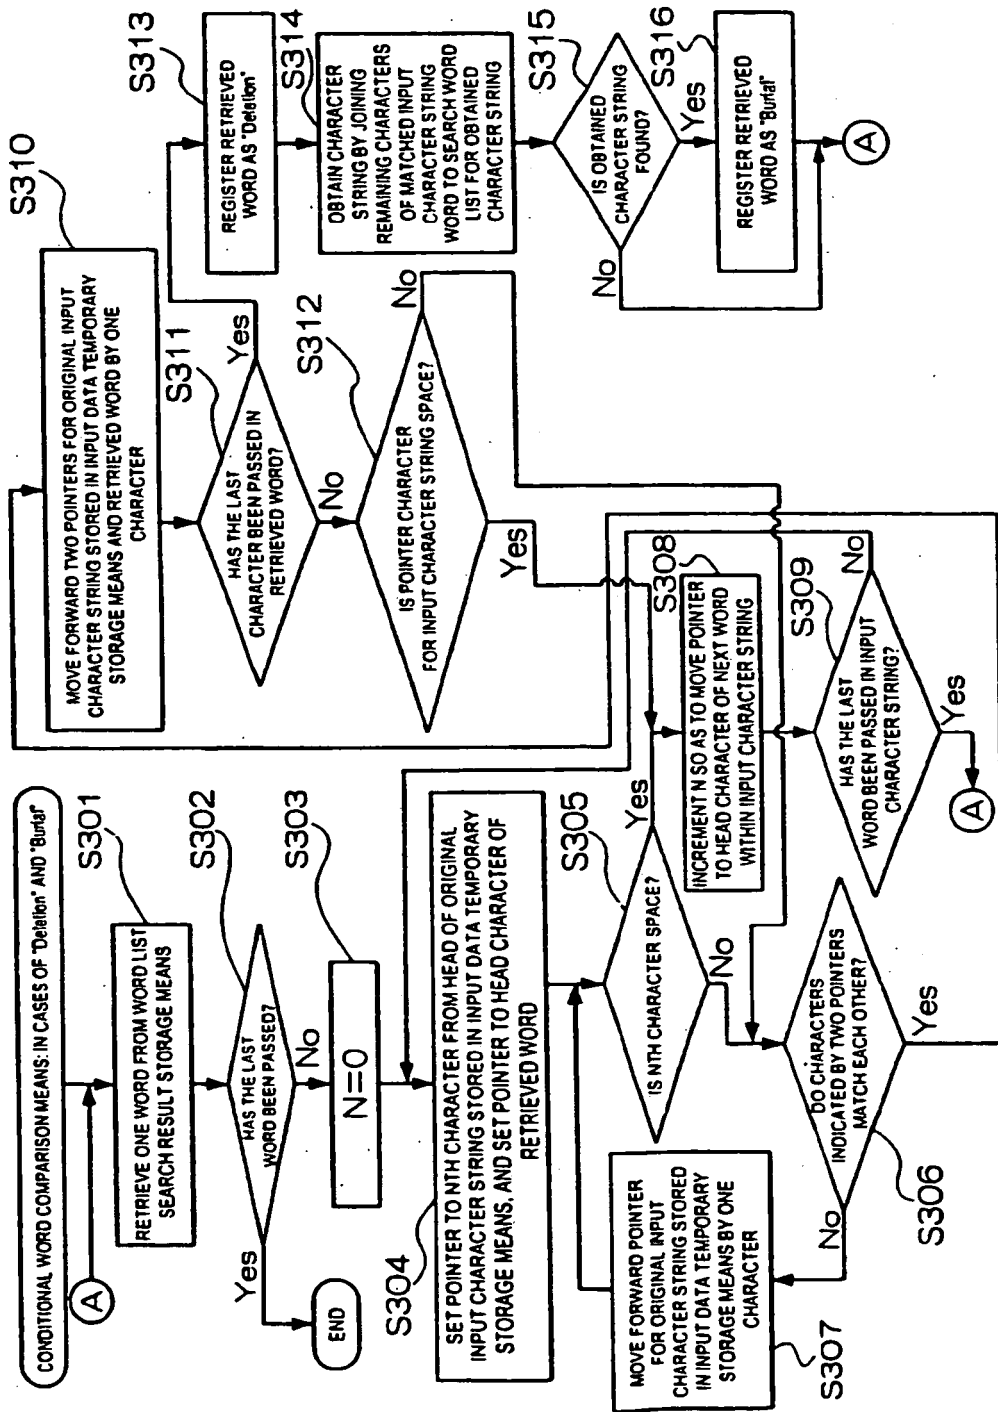 CONDITIONAL WORD COMPARISON MEANS: IN CASES OF "Deletion" AND "Burial"
A
S301
RETRIEVE ONE WORD FROM WORD LIST
SEARCH RESULT STORAGE MEANS
S302
HAS THE LAST
WORD BEEN PASSED?
Yes
No
END
S303
N=0
S304
SET POINTER TO NTH CHARACTER FROM HEAD OF ORIGINAL
INPUT CHARACTER STRING STORED IN INPUT DATA TEMPORARY
STORAGE MEANS, AND SET POINTER TO HEAD CHARACTER OF
RETRIEVED WORD
S305
IS NTH CHARACTER SPACE?
Yes
No
DO CHARACTERS
INDICATED BY TWO POINTERS
MATCH EACH OTHER?
S306
No
Yes
MOVE FORWARD POINTER
FOR ORIGINAL INPUT
CHARACTER STRING STORED
IN INPUT DATA TEMPORARY
STORAGE MEANS BY ONE
CHARACTER
S307
S308
INCREMENT N SO AS TO MOVE POINTER
TO HEAD CHARACTER OF NEXT WORD
WITHIN INPUT CHARACTER STRING
S309
HAS THE LAST
WORD BEEN PASSED IN INPUT
CHARACTER STRING?
No
Yes
A
S310
MOVE FORWARD TWO POINTERS FOR ORIGINAL INPUT
CHARACTER STRING STORED IN INPUT DATA TEMPORARY
STORAGE MEANS AND RETRIEVED WORD BY ONE
CHARACTER
S311
HAS THE LAST
CHARACTER BEEN PASSED IN
RETRIEVED WORD?
Yes
No
S312
IS POINTER CHARACTER
FOR INPUT CHARACTER STRING SPACE?
No
Yes
S313
REGISTER RETRIEVED
WORD AS "Deletion"
S314
OBTAIN CHARACTER
STRING BY JOINING
REMAINING CHARACTERS
OF MATCHED INPUT
CHARACTER STRING
WORD TO SEARCH WORD
LIST FOR OBTAINED
CHARACTER STRING
S315
IS OBTAINED
CHARACTER STRING
FOUND?
No
Yes
S316
REGISTER RETRIEVED
WORD AS "Burial"
A